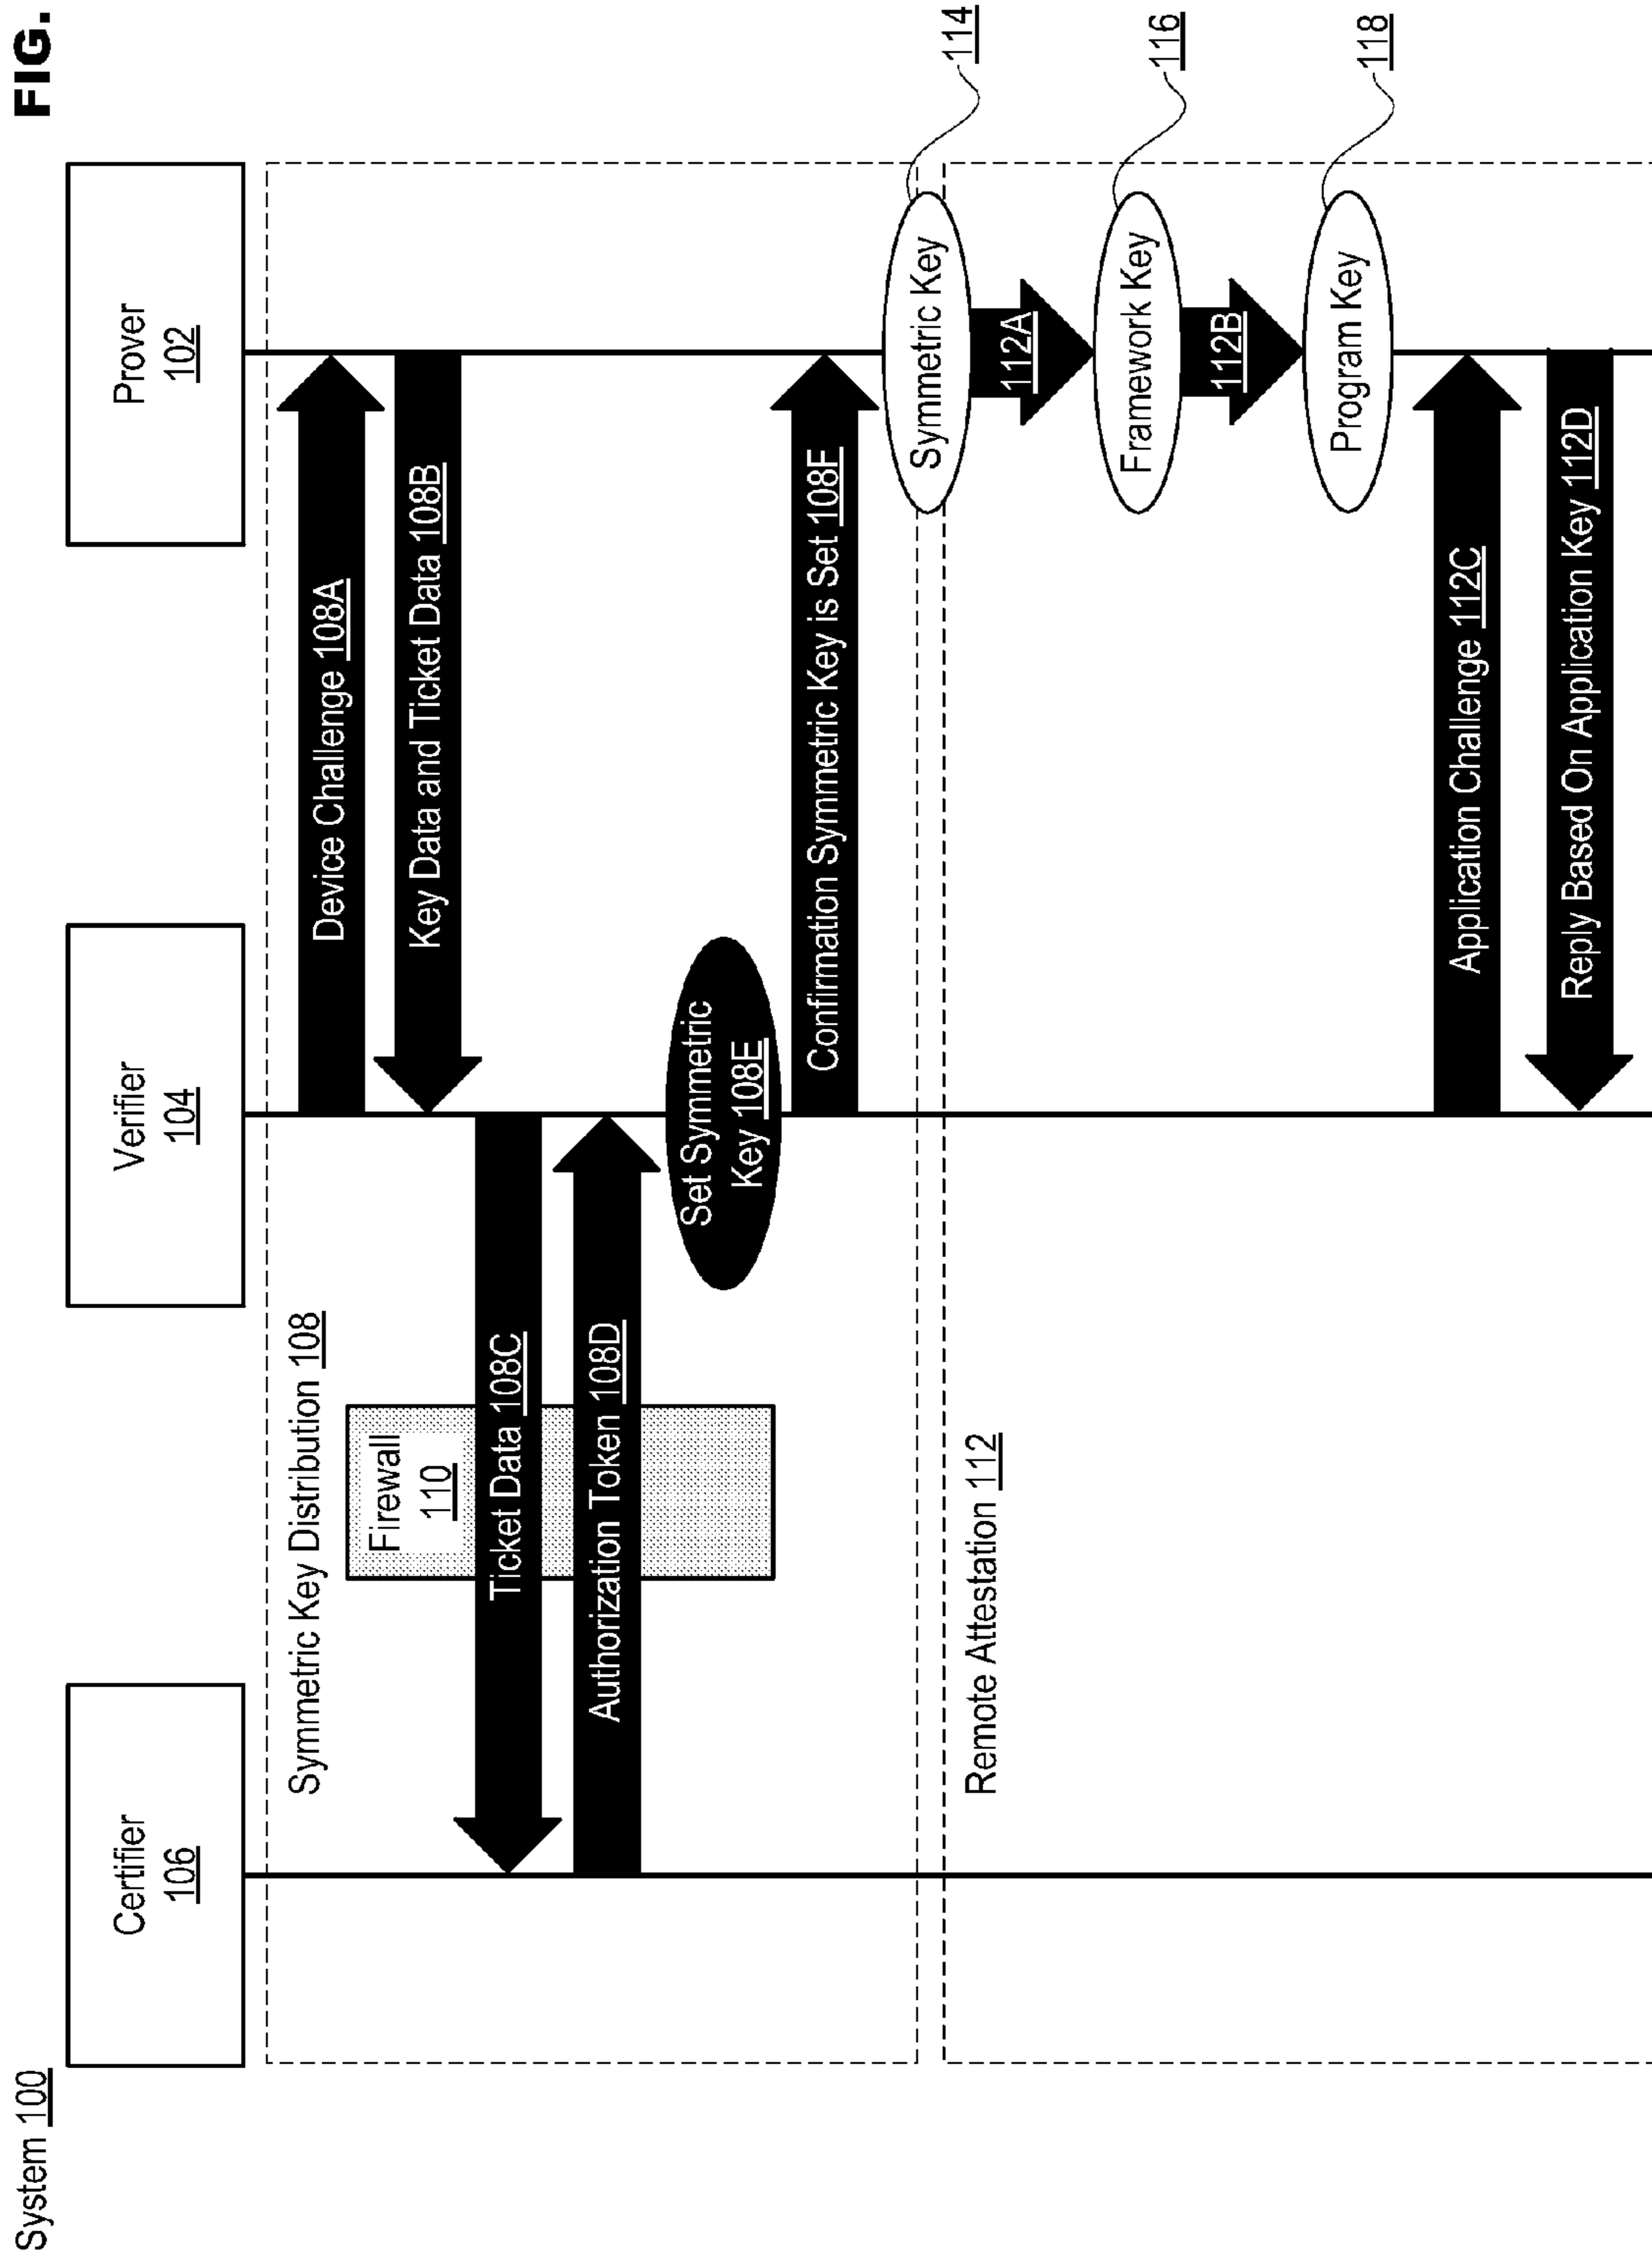 System 100
FIG.
Certifier
106
Verifier
104
Prover
102
Symmetric Key Distribution 108
Device Challenge 108A
Firewall
110
Key Data and Ticket Data 108B
Ticket Data 108C
Authorization Token 108D
Set Symmetric
Key 108E
Confirmation Symmetric Key is Set 108F
Symmetric Key
114
Remote Attestation 112
112A
Framework Key
116
112B
Program Key
118
Application Challenge 112C
Reply Based On Application Key 112D